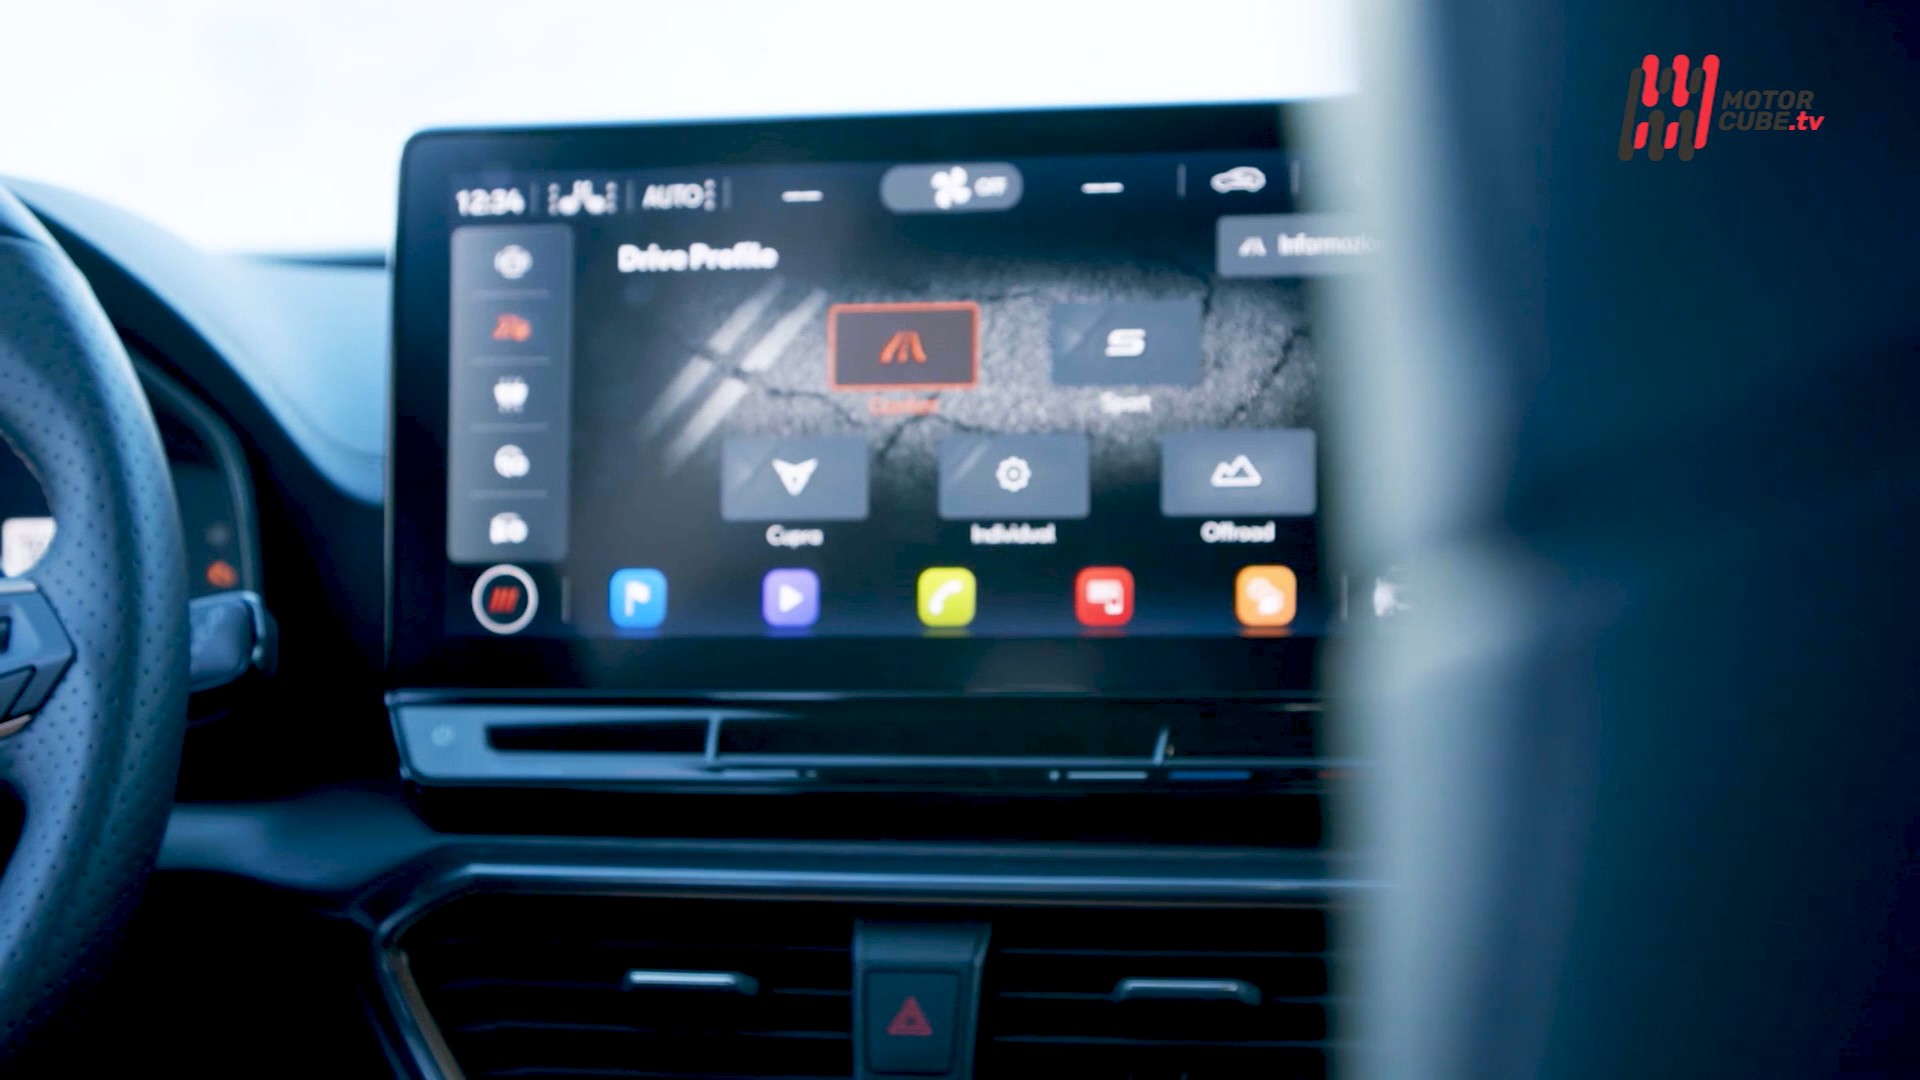 MOTOR
CUBE.tv
12:34 AUTO OFF
Drive Profile
Sport
Cupra Individual Offroad